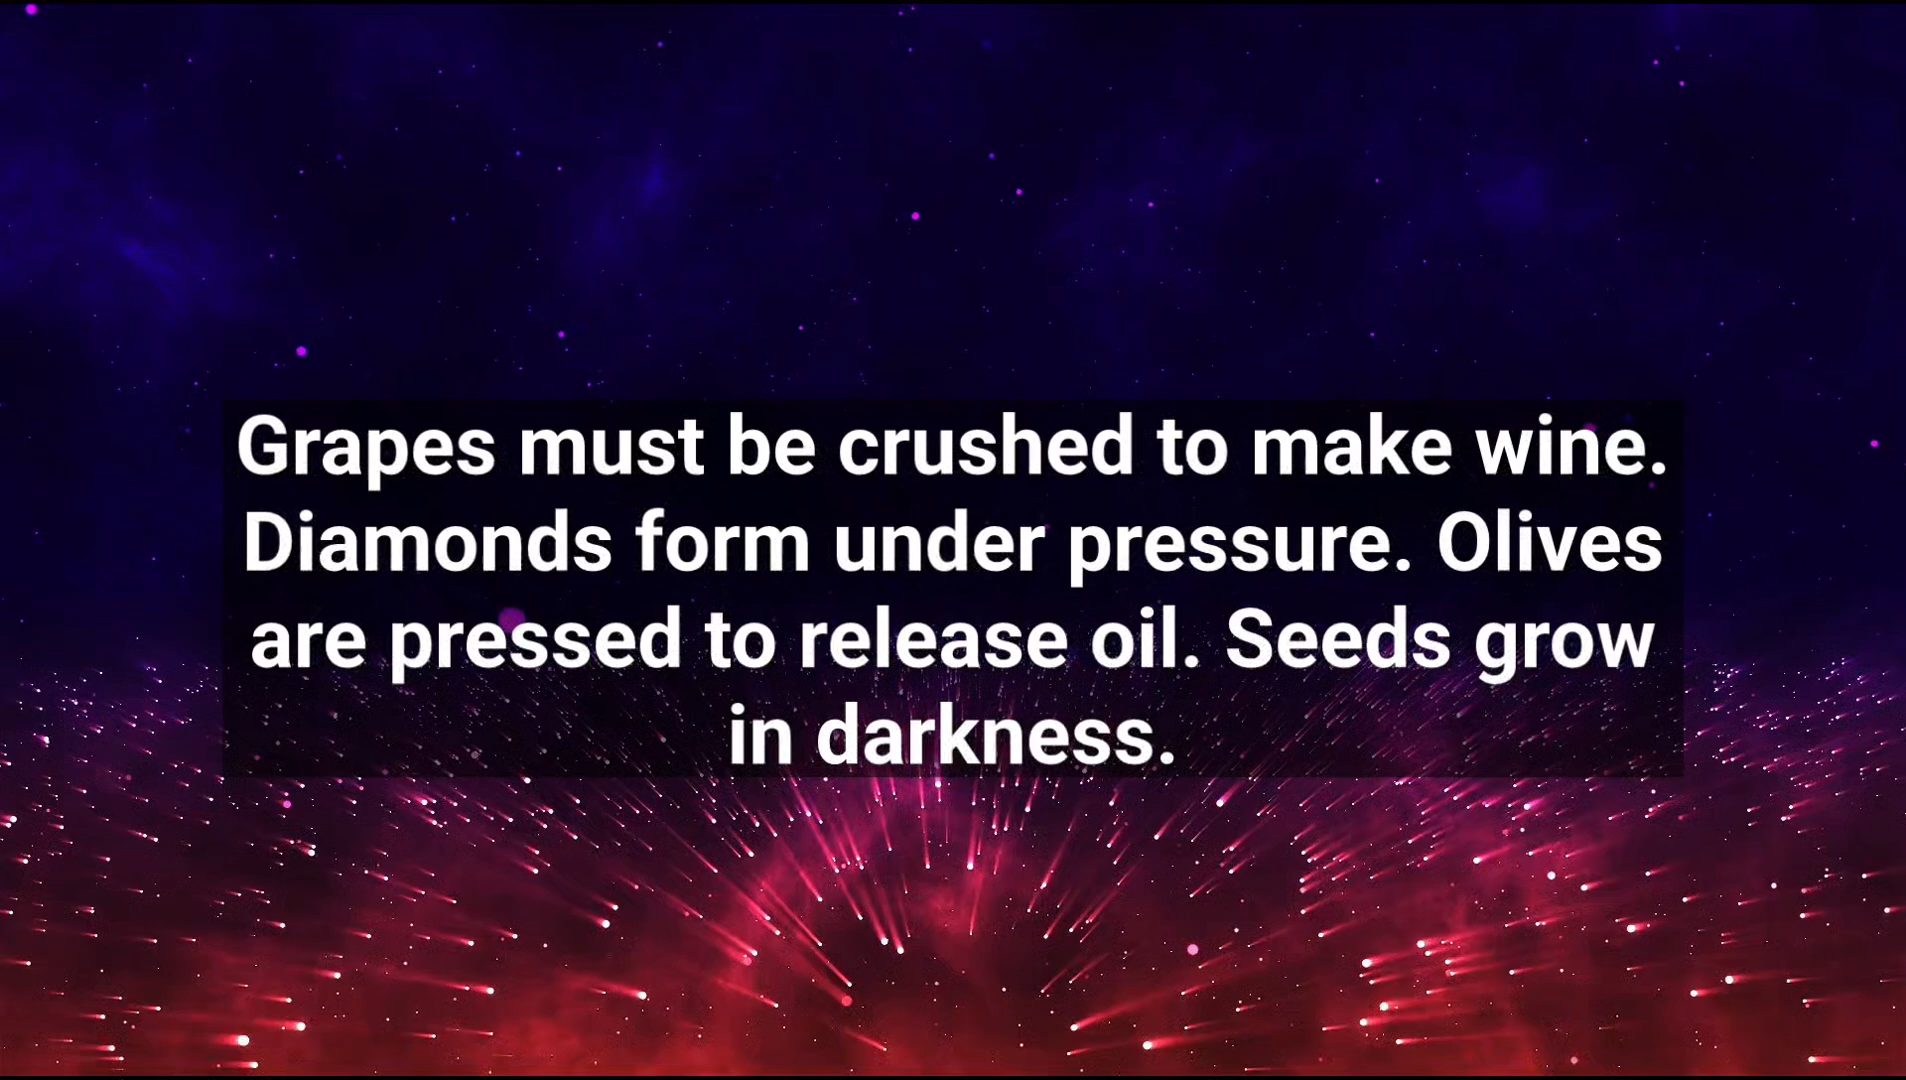 Grapes must be crushed to make wine.
Diamonds form under pressure. Olives
are pressed to release oil. Seeds grow
in darkness.